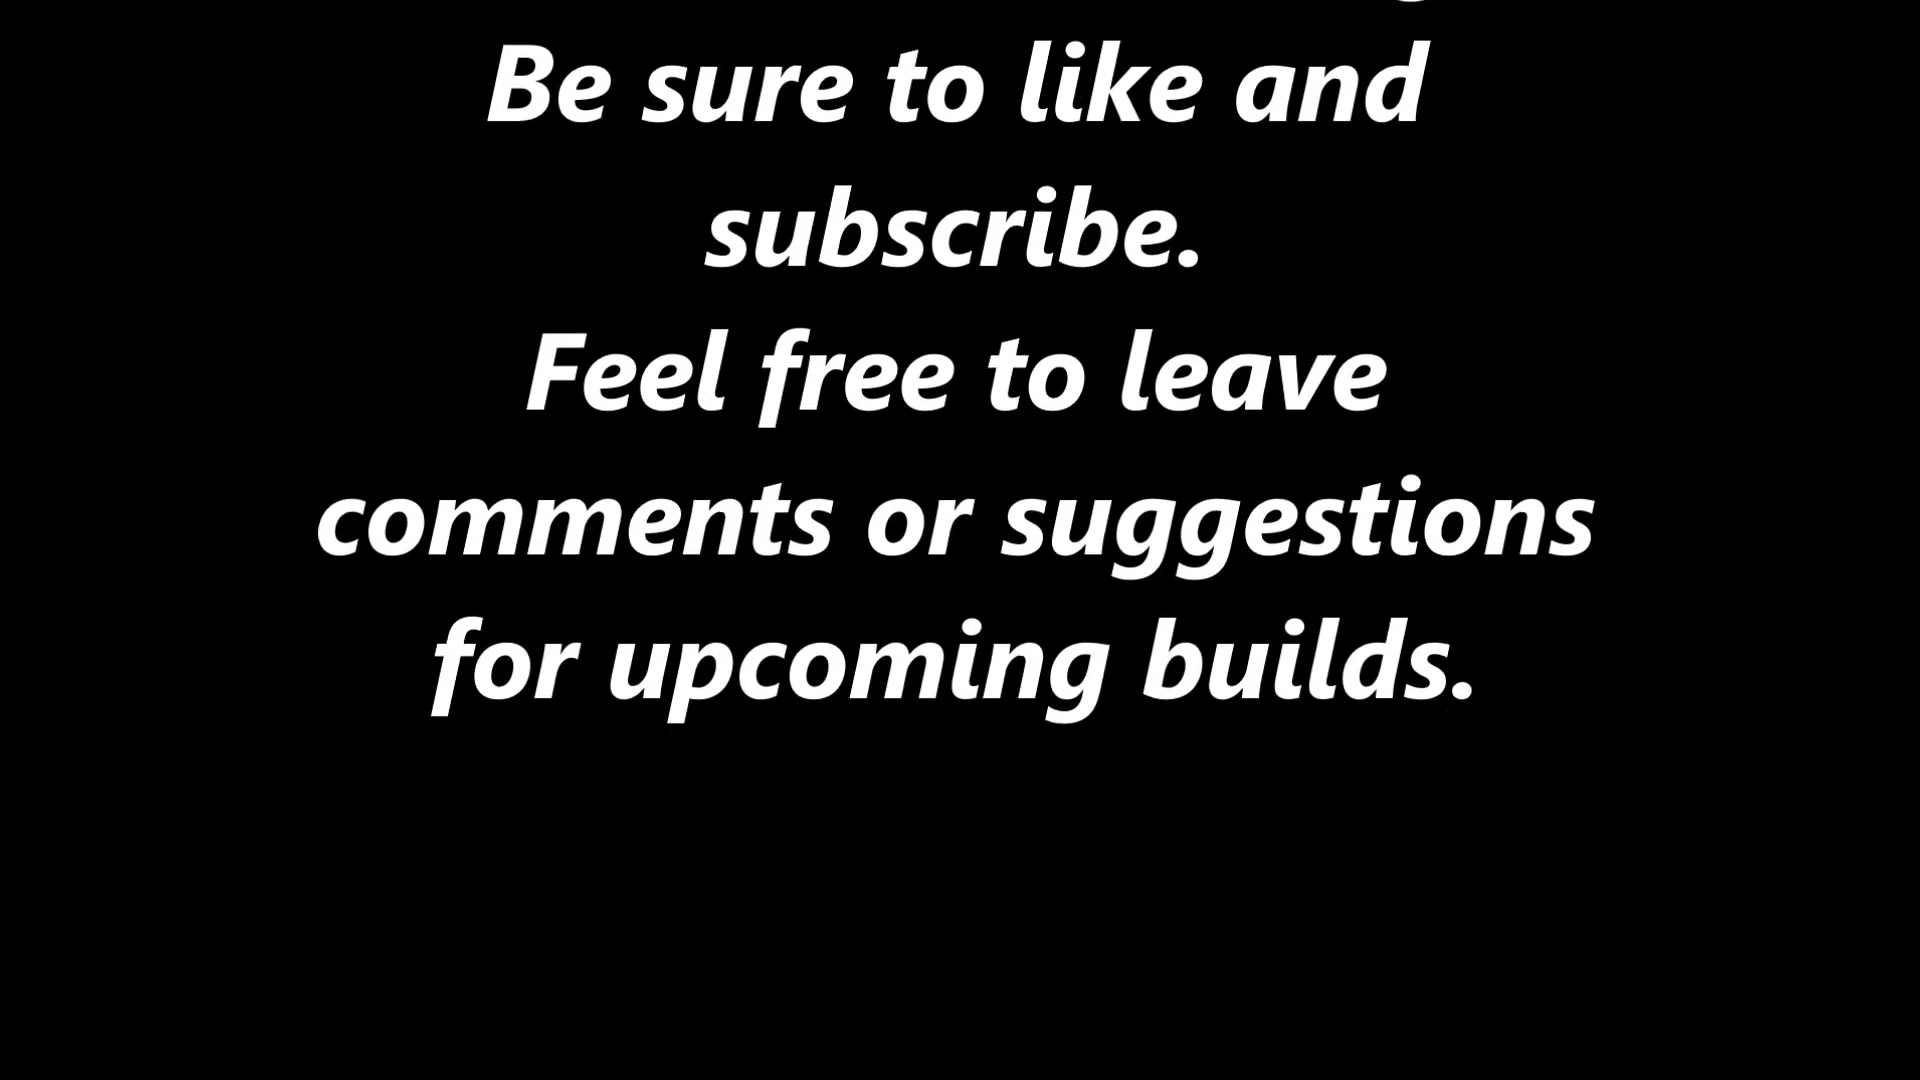 Be sure to like and
subscribe.
Feel free to leave
comments or suggestions
for upcoming builds.